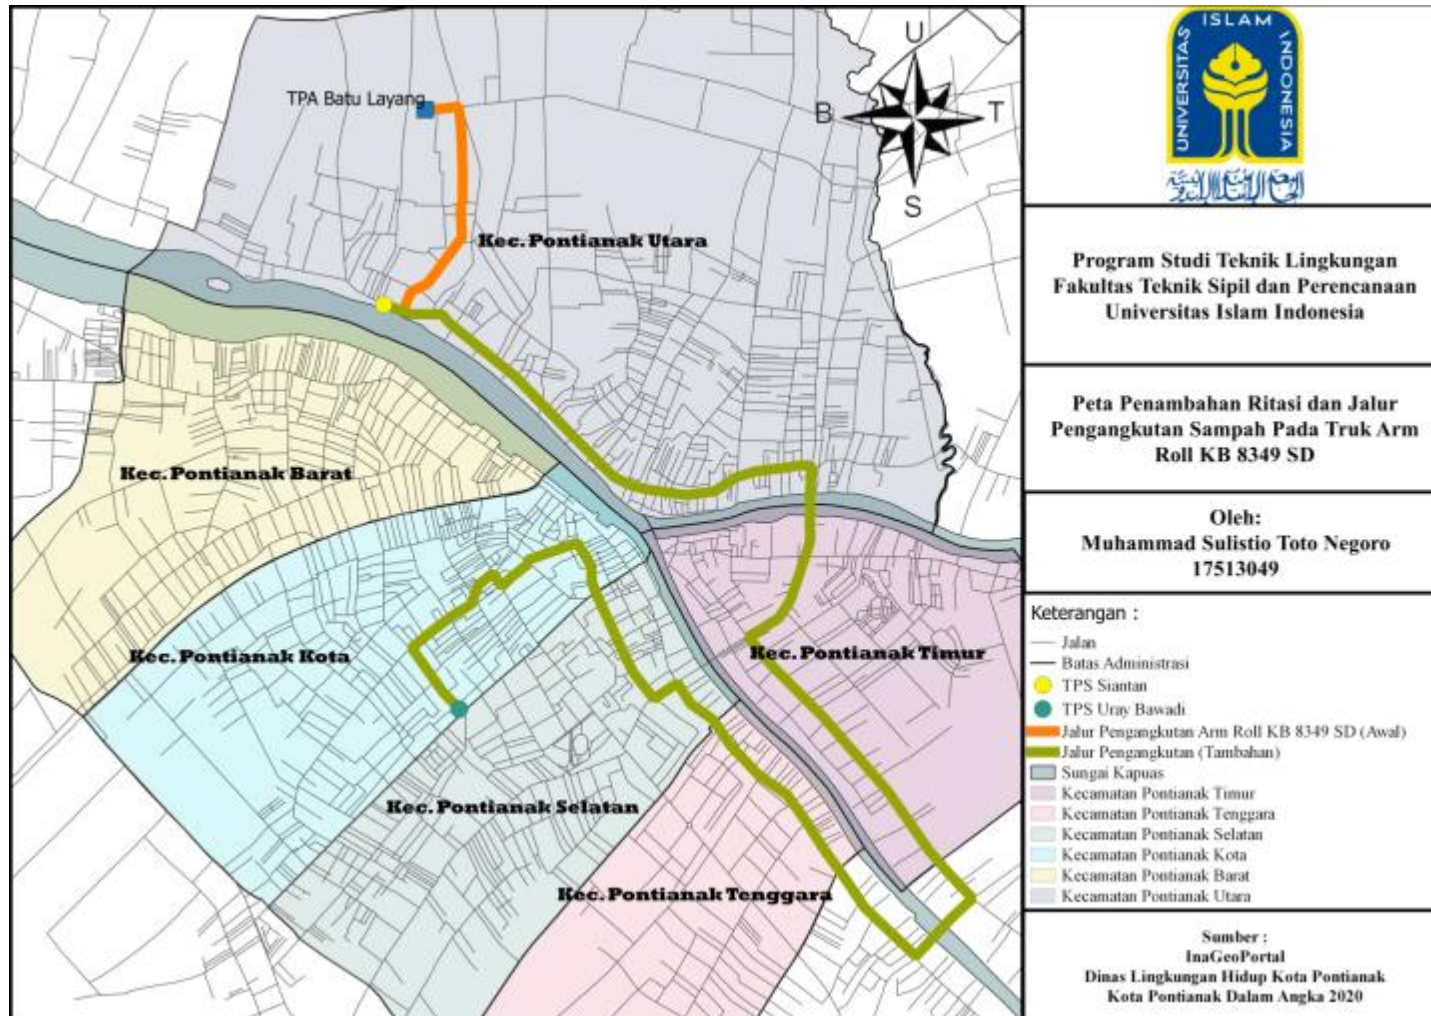 TPA Batu Layang
U
B
T
S
Kec. Pontianak Utara
Kec. Pontianak Barat
Kec. Pontianak Kota
Kec. Pontianak Timur
Kec. Pontianak Selatan
Kec. Pontianak Tenggara
UNIVERSITAS
ISLAM
INDONESIA
Program Studi Teknik Lingkungan
Fakultas Teknik Sipil dan Perencanaan
Universitas Islam Indonesia
Peta Penambahan Ritasi dan Jalur
Pengangkutan Sampah Pada Truk Arm
Roll KB 8349 SD
Oleh:
Muhammad Sulistio Toto Negoro
17513049
Keterangan :
Jalan
Batas Administrasi
TPS Siantan
TPS Uray Bawadi
Jalur Pengangkutan Arm Roll KB 8349 SD (Awal)
Jalur Pengangkutan (Tambahan)
Sungai Kapuas
Kecamatan Pontianak Timur
Kecamatan Pontianak Tenggara
Kecamatan Pontianak Selatan
Kecamatan Pontianak Kota
Kecamatan Pontianak Barat
Kecamatan Pontianak Utara
Sumber :
InaGeoPortal
Dinas Lingkungan Hidup Kota Pontianak
Kota Pontianak Dalam Angka 2020